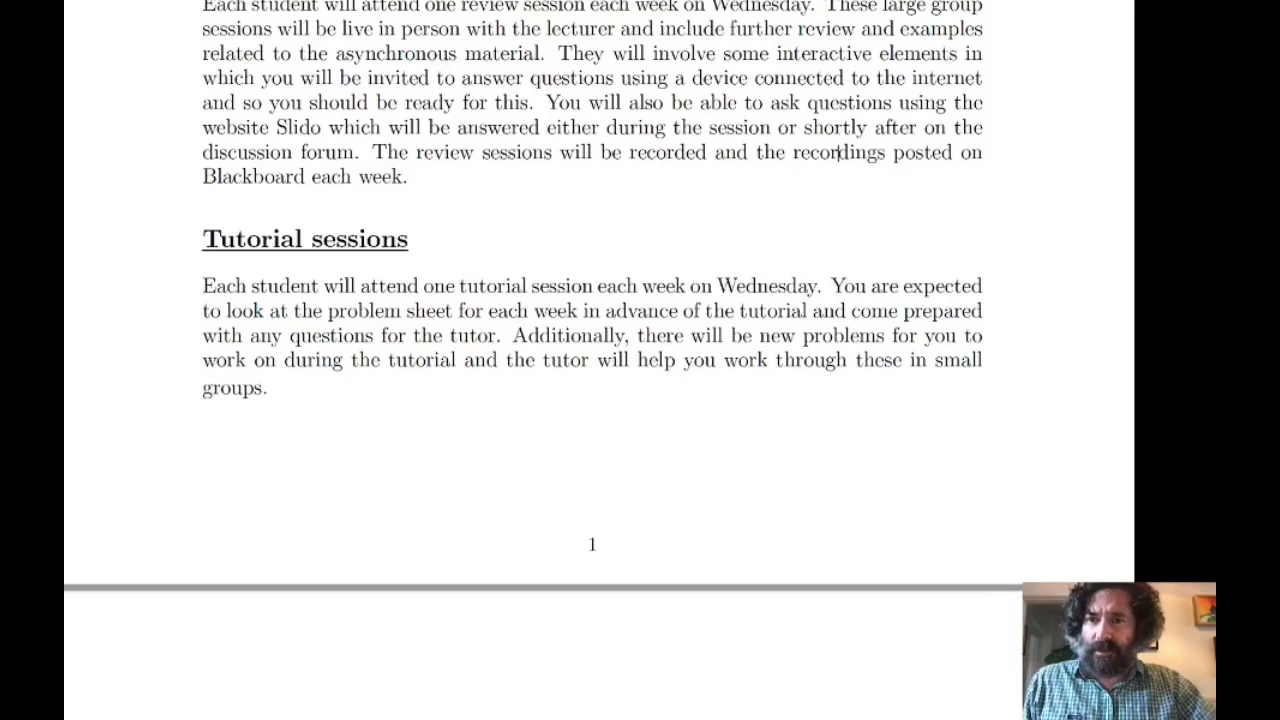 Each student will attend one review session each week on Wednesday. These large group
sessions will be live in person with the lecturer and include further review and examples
related to the asynchronous material. They will involve some interactive elements in
which you will be invited to answer questions using a device connected to the internet
and so you should be ready for this. You will also be able to ask questions using the
website Slido which will be answered either during the session or shortly after on the
discussion forum. The review sessions will be recorded and the recordings posted on
Blackboard each week.
Tutorial sessions
Each student will attend one tutorial session each week on Wednesday. You are expected
to look at the problem sheet for each week in advance of the tutorial and come prepared
with any questions for the tutor. Additionally, there will be new problems for you to
work on during the tutorial and the tutor will help you work through these in small
groups.
1